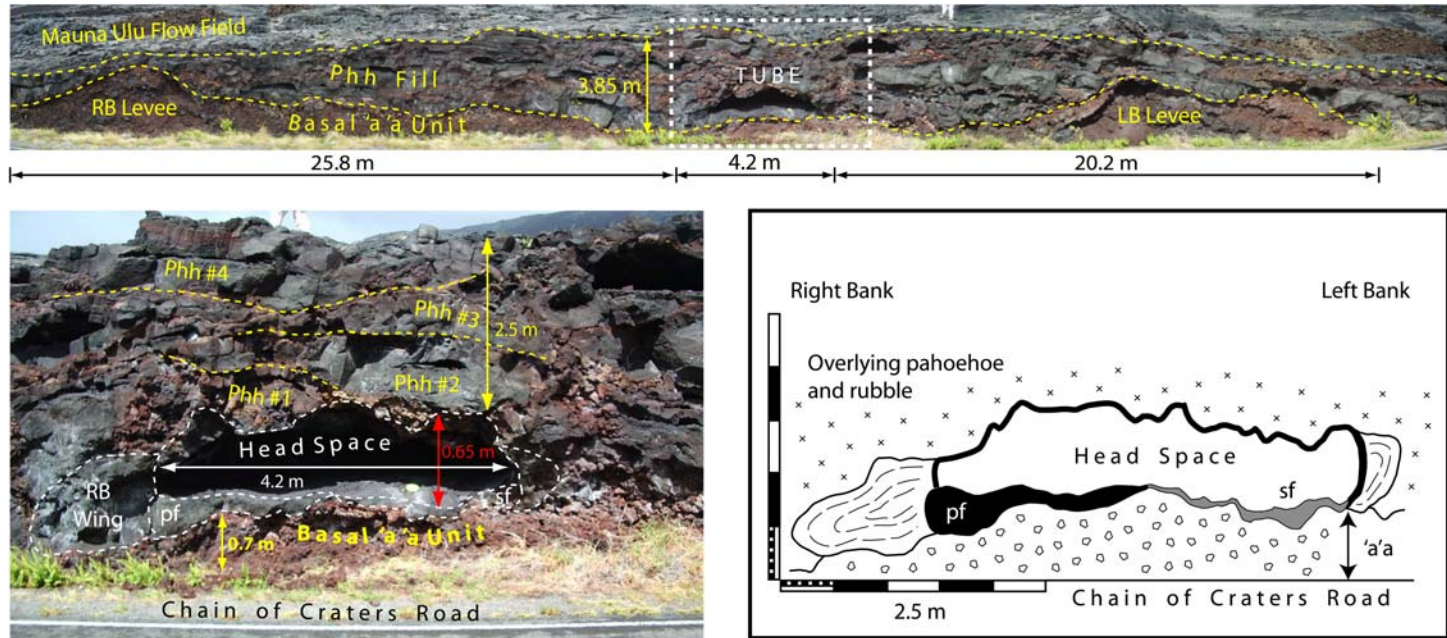 Mauna Ulu Flow Field
Phh Fill
TUBE
3.85 m
RB Levee
Basal 'a'a Unit
LB Levee
25.8 m
4.2 m
20.2 m
Phh #4
Phh #3
2.5 m
Phh #2
Phh #1
Head Space
0.65 m
4.2 m
RB
Wing
pf
sf
0.7 m
Basal 'a'a Unit
Chain of Craters Road
Right Bank
Left Bank
Overlying pahoehoe
and rubble
Head Space
sf
pf
'a'a
2.5 m
Chain of Craters Road